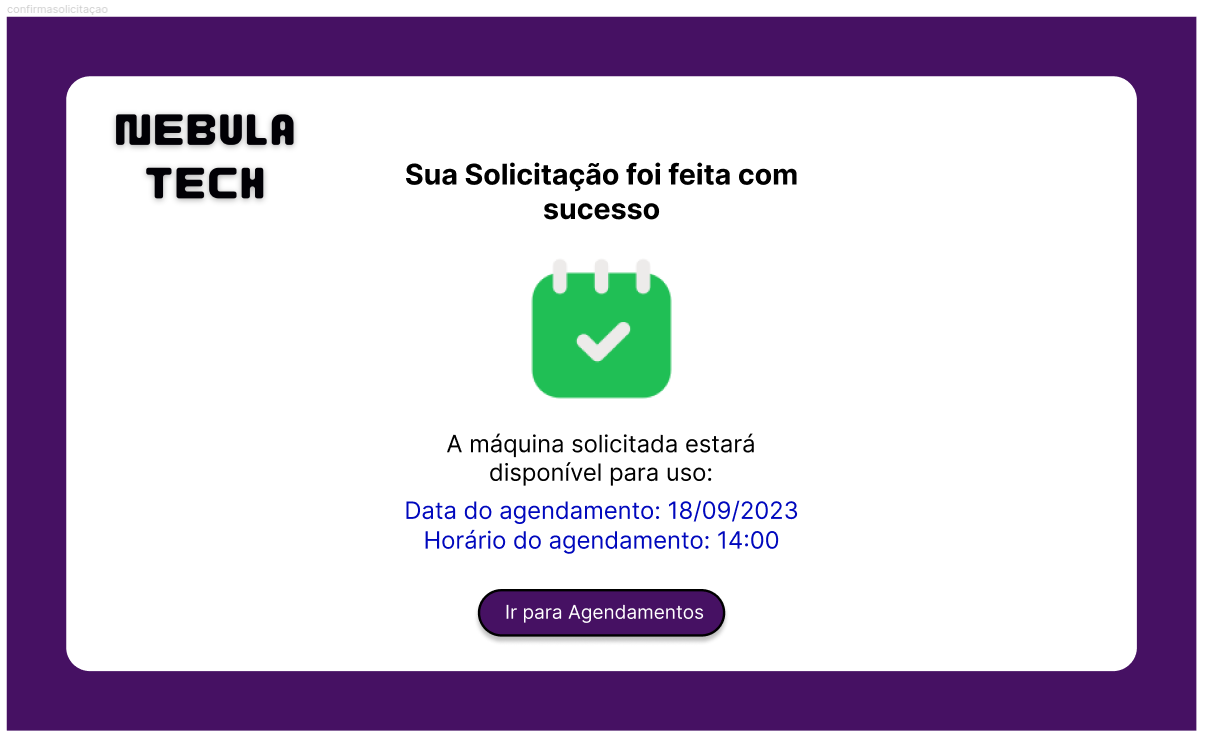 confirmasolicitaçao
NEBULA
TECH
Sua Solicitação foi feita com
sucesso
A máquina solicitada estará
disponível para uso:
Data do agendamento: 18/09/2023
Horário do agendamento: 14:00
Ir para Agendamentos